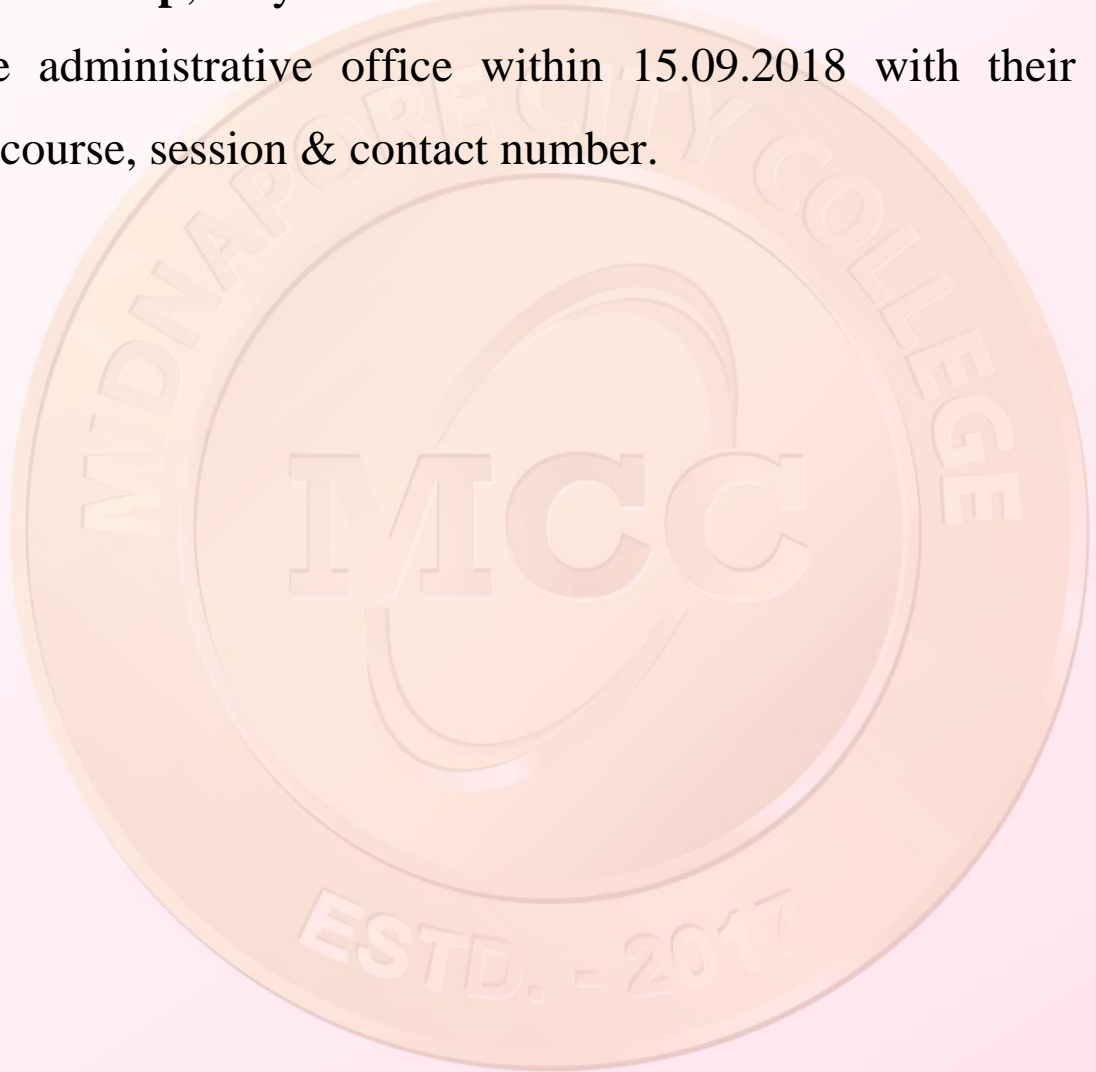 e administrative office within 15.09.2018 with their
course, session & contact number.
MIDNAPORE CITY COLLEGE
MCC
ESTD. - 2017